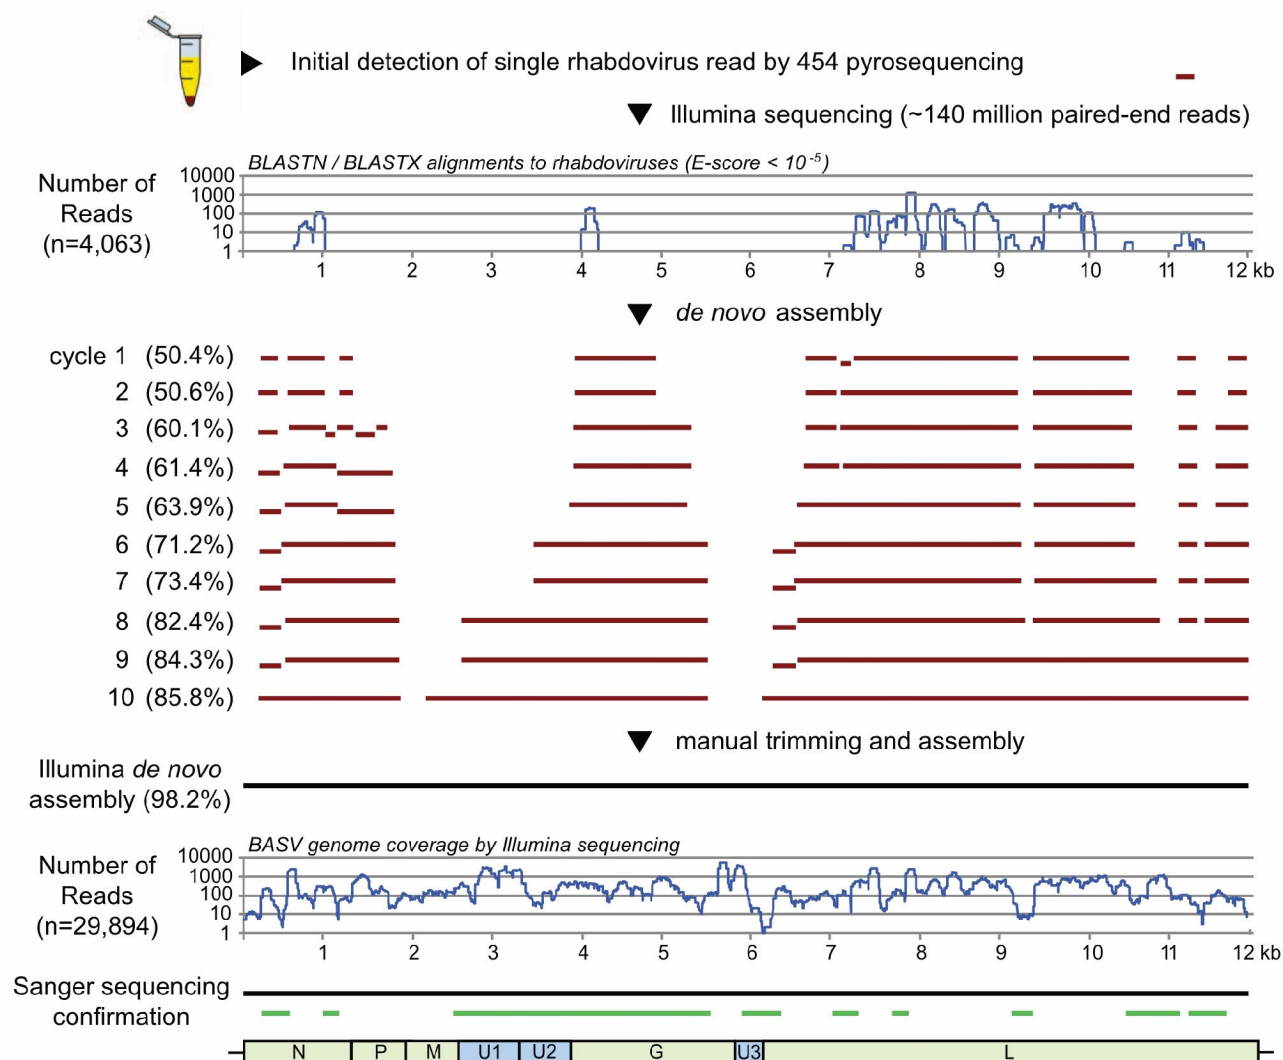 Initial detection of single rhabdovirus read by 454 pyrosequencing
Illumina sequencing (~140 million paired-end reads)
BLASTN / BLASTX alignments to rhabdoviruses (E-score < 10⁻⁵)
Number of
Reads
(n=4,063)
10000
1000
100
10
1
1 2 3 4 5 6 7 8 9 10 11 12 kb
de novo assembly
cycle 1 (50.4%)
2 (50.6%)
3 (60.1%)
4 (61.4%)
5 (63.9%)
6 (71.2%)
7 (73.4%)
8 (82.4%)
9 (84.3%)
10 (85.8%)
manual trimming and assembly
Illumina de novo
assembly (98.2%)
BASV genome coverage by Illumina sequencing
Number of
Reads
(n=29,894)
10000
1000
100
10
1
1 2 3 4 5 6 7 8 9 10 11 12 kb
Sanger sequencing
confirmation
N P M U1 U2 G U3 L